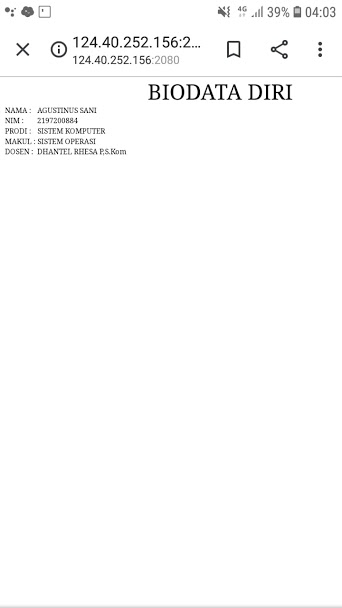 4G 39% 04:03
124.40.252.156:2...
124.40.252.156:2080
BIODATA DIRI
NAMA : AGUSTINUS SANI
NIM : 2197200884
PRODI : SISTEM KOMPUTER
MAKUL : SISTEM OPERASI
DOSEN : DHANTEL RHESA P,S.Kom